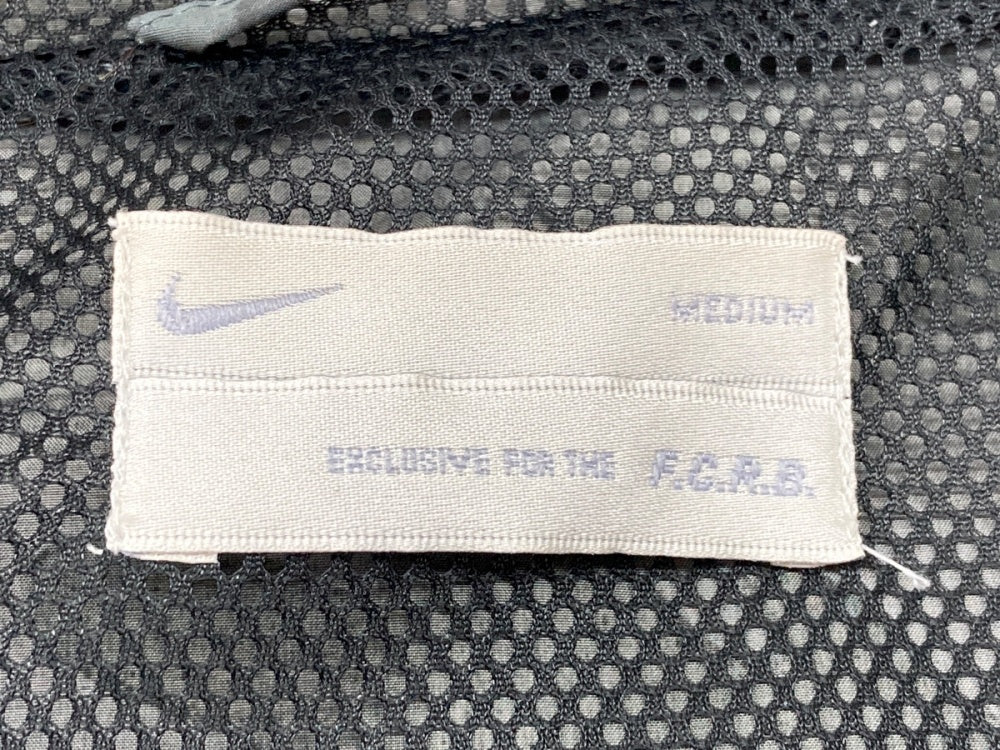 MEDIUM
EXCLUSIVE FOR THE F.C.R.B.